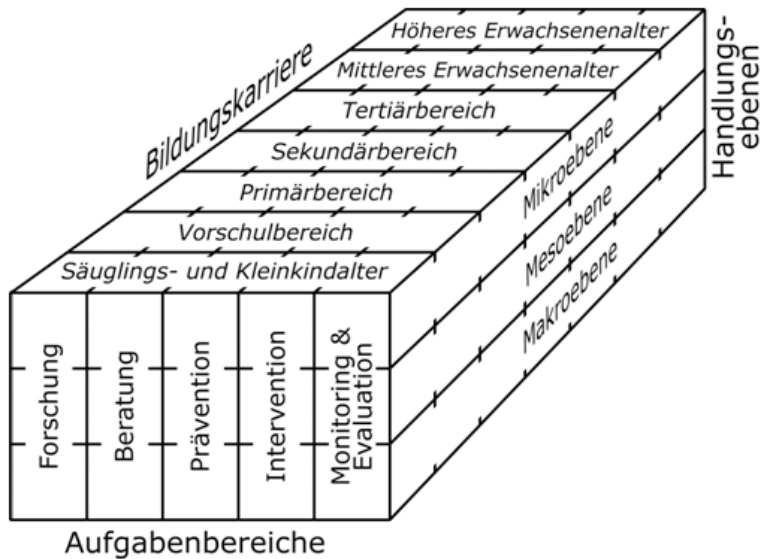 Höheres Erwachsenenalter
Mittleres Erwachsenenalter
Tertiärbereich
Sekundärbereich
Primärbereich
Vorschulbereich
Säuglings- und Kleinkindalter
Bildungskarriere
Handlungs-
ebenen
Mikroebene
Mesoebene
Makroebene
Forschung
Beratung
Prävention
Intervention
Monitoring &
Evaluation
Aufgabenbereiche